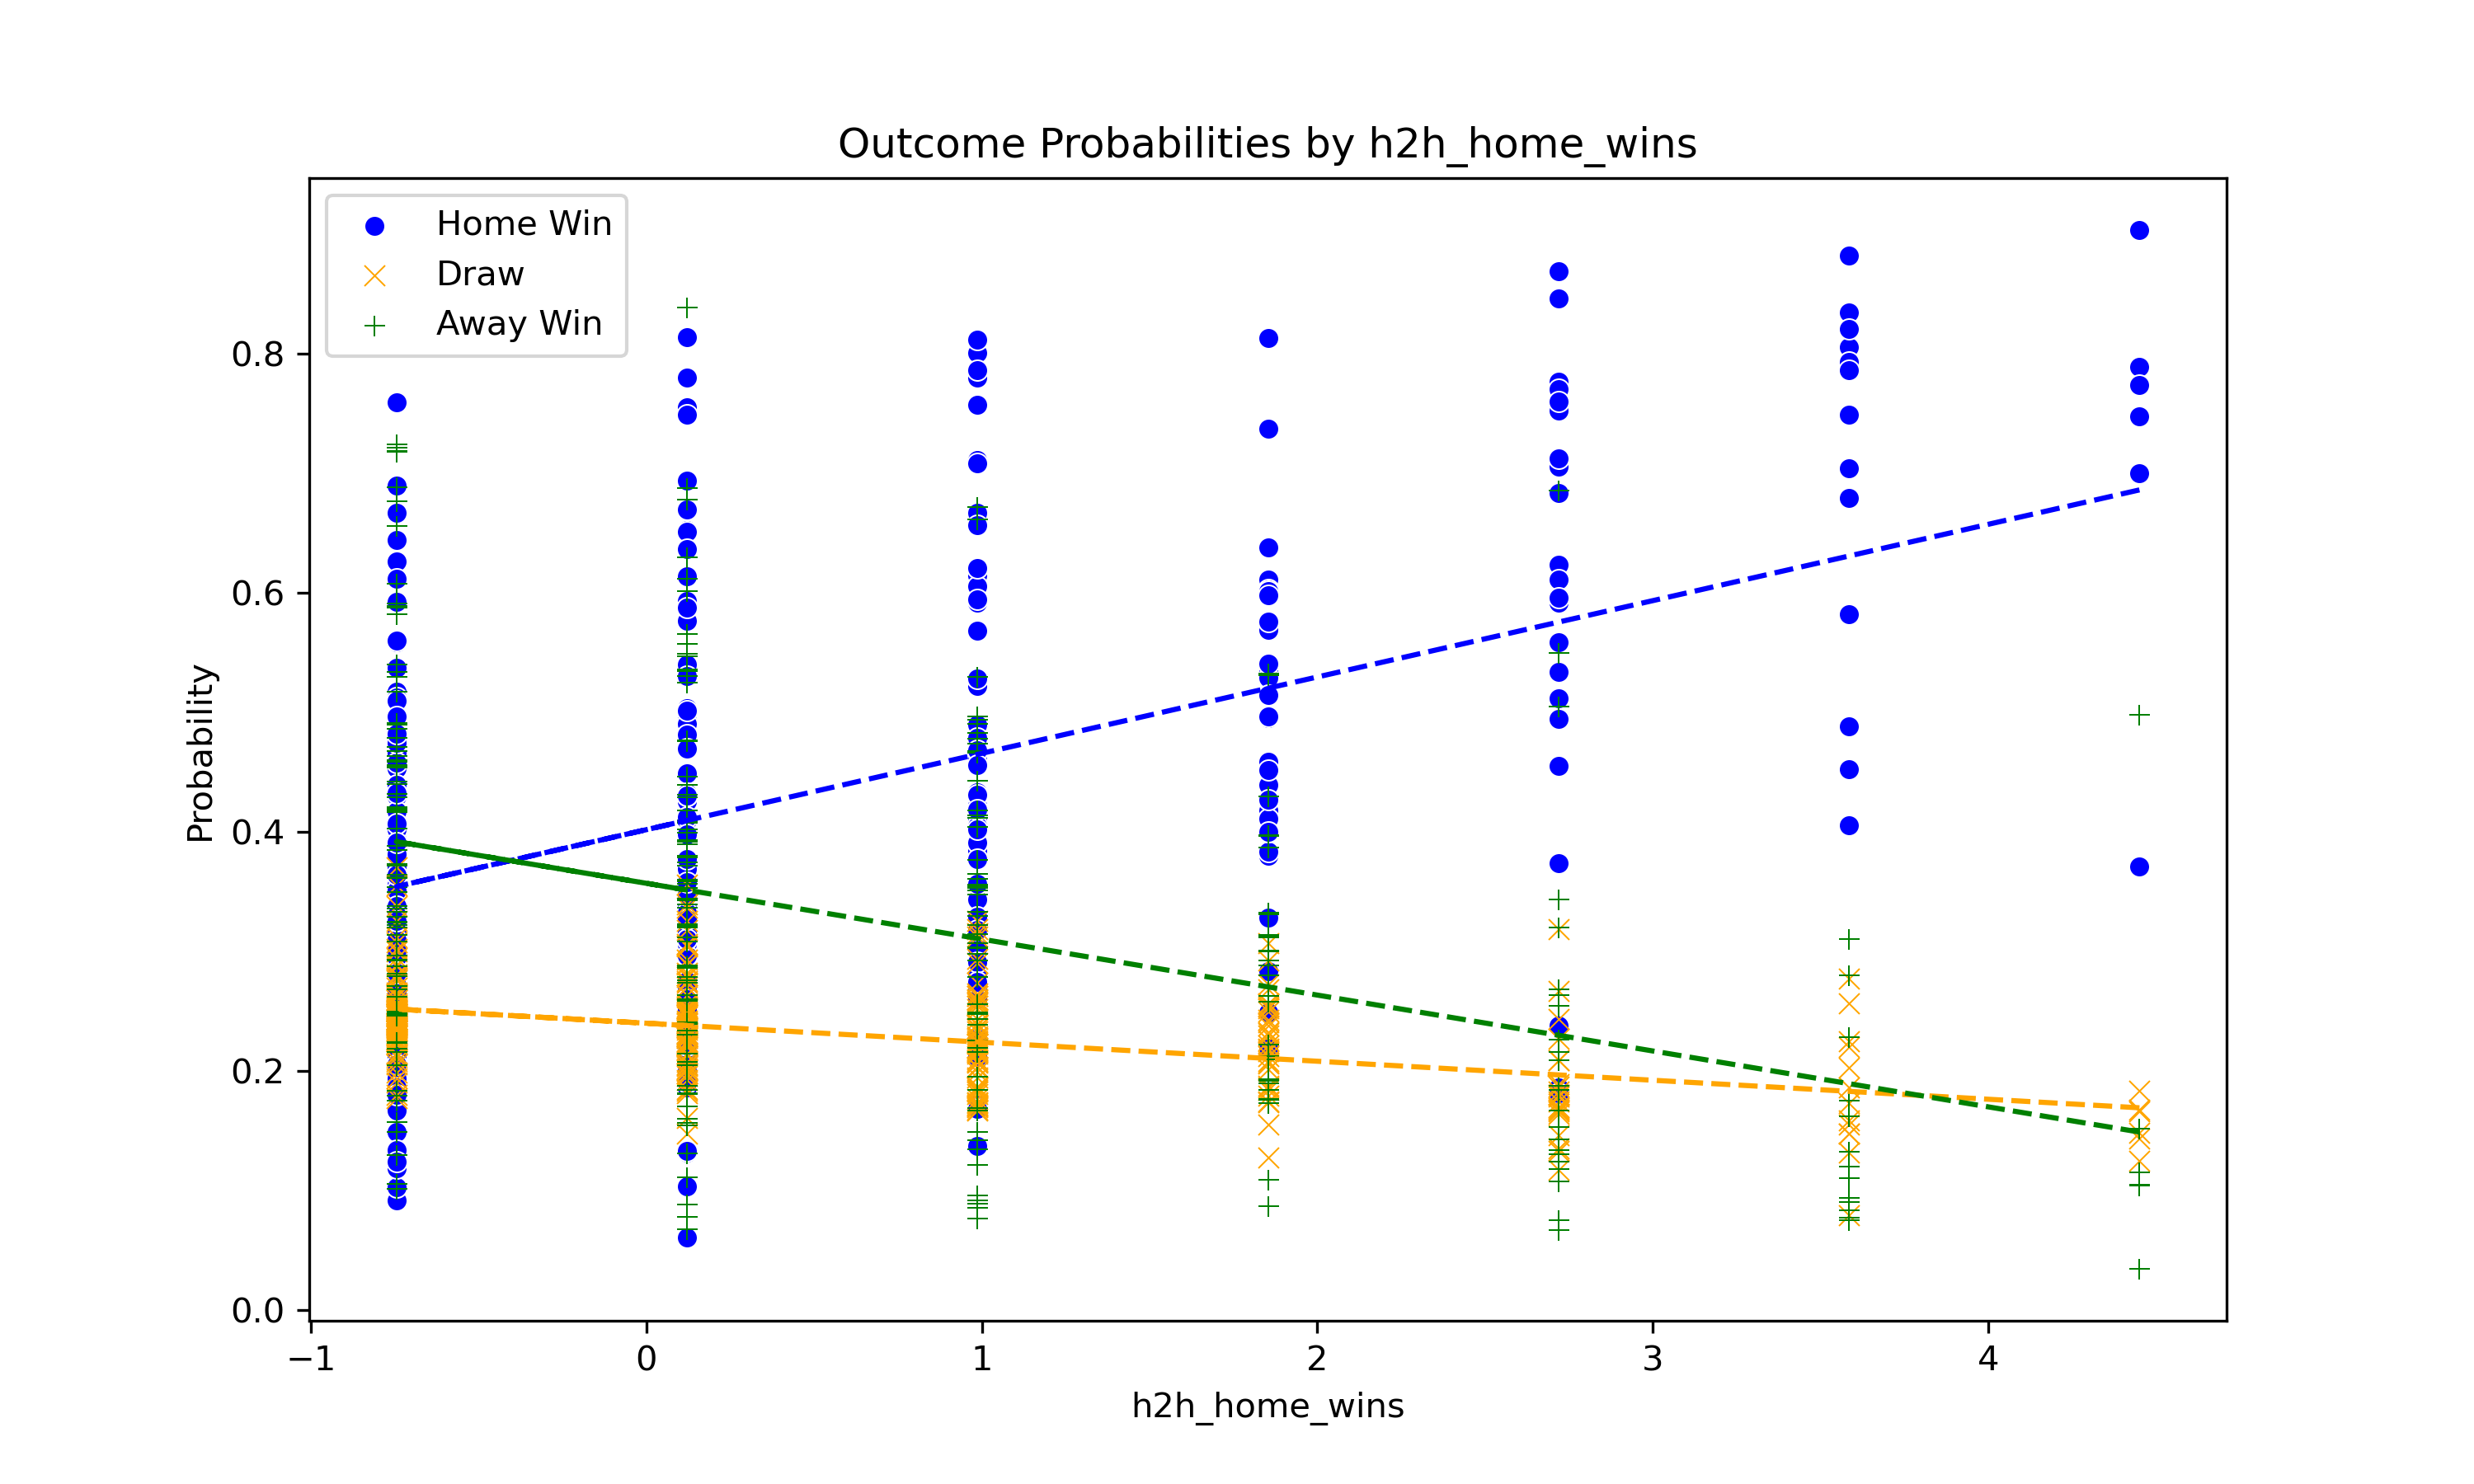 Outcome Probabilities by h2h_home_wins
Home Win
Draw
Away Win
Probability
0.8
0.6
0.4
0.2
0.0
−1
0
1
2
3
4
h2h_home_wins